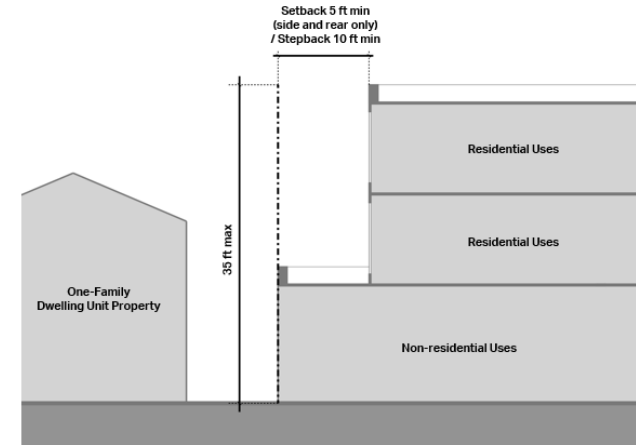 Setback 5 ft min
(side and rear only)
/ Stepback 10 ft min
Residential Uses
35 ft max
Residential Uses
One-Family
Dwelling Unit Property
Non-residential Uses